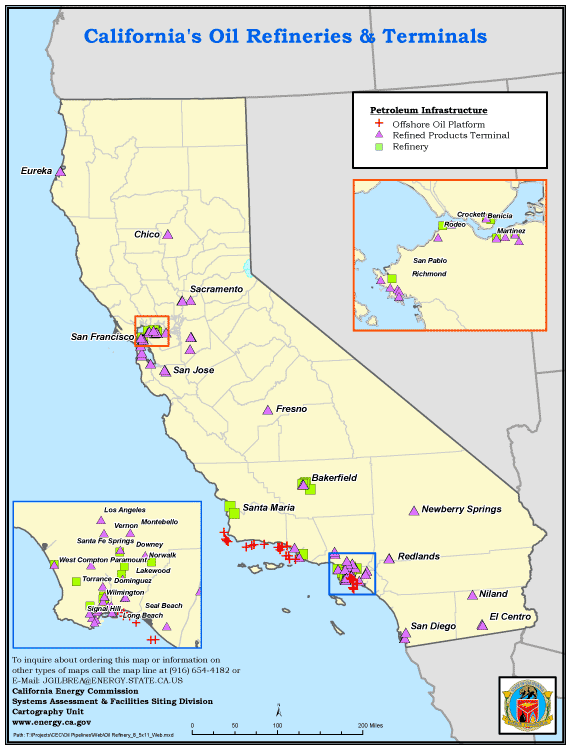 California's Oil Refineries & Terminals
Petroleum Infrastructure
Offshore Oil Platform
Refined Products Terminal
Refinery
Eureka
Chico
Sacramento
San Francisco
San Jose
Fresno
Bakerfield
Santa Maria
Newberry Springs
Redlands
Niland
El Centro
San Diego
Crockett
Benicia
Rodeo
Martinez
San Pablo
Richmond
Los Angeles
Vernon
Montebello
Santa Fe Springs
Downey
Norwalk
West Compton
Paramount
Lakewood
Torrance
Dominguez
Wilmington
Seal Beach
Signal Hill
Long Beach
To inquire about ordering this map or information on
other types of maps call the map line at (916) 654-4182 or
E-Mail: JGILBREA@ENERGY.STATE.CA.US
California Energy Commission
Systems Assessment & Facilities Siting Division
Cartography Unit
www.energy.ca.gov
0 50 100 200 Miles